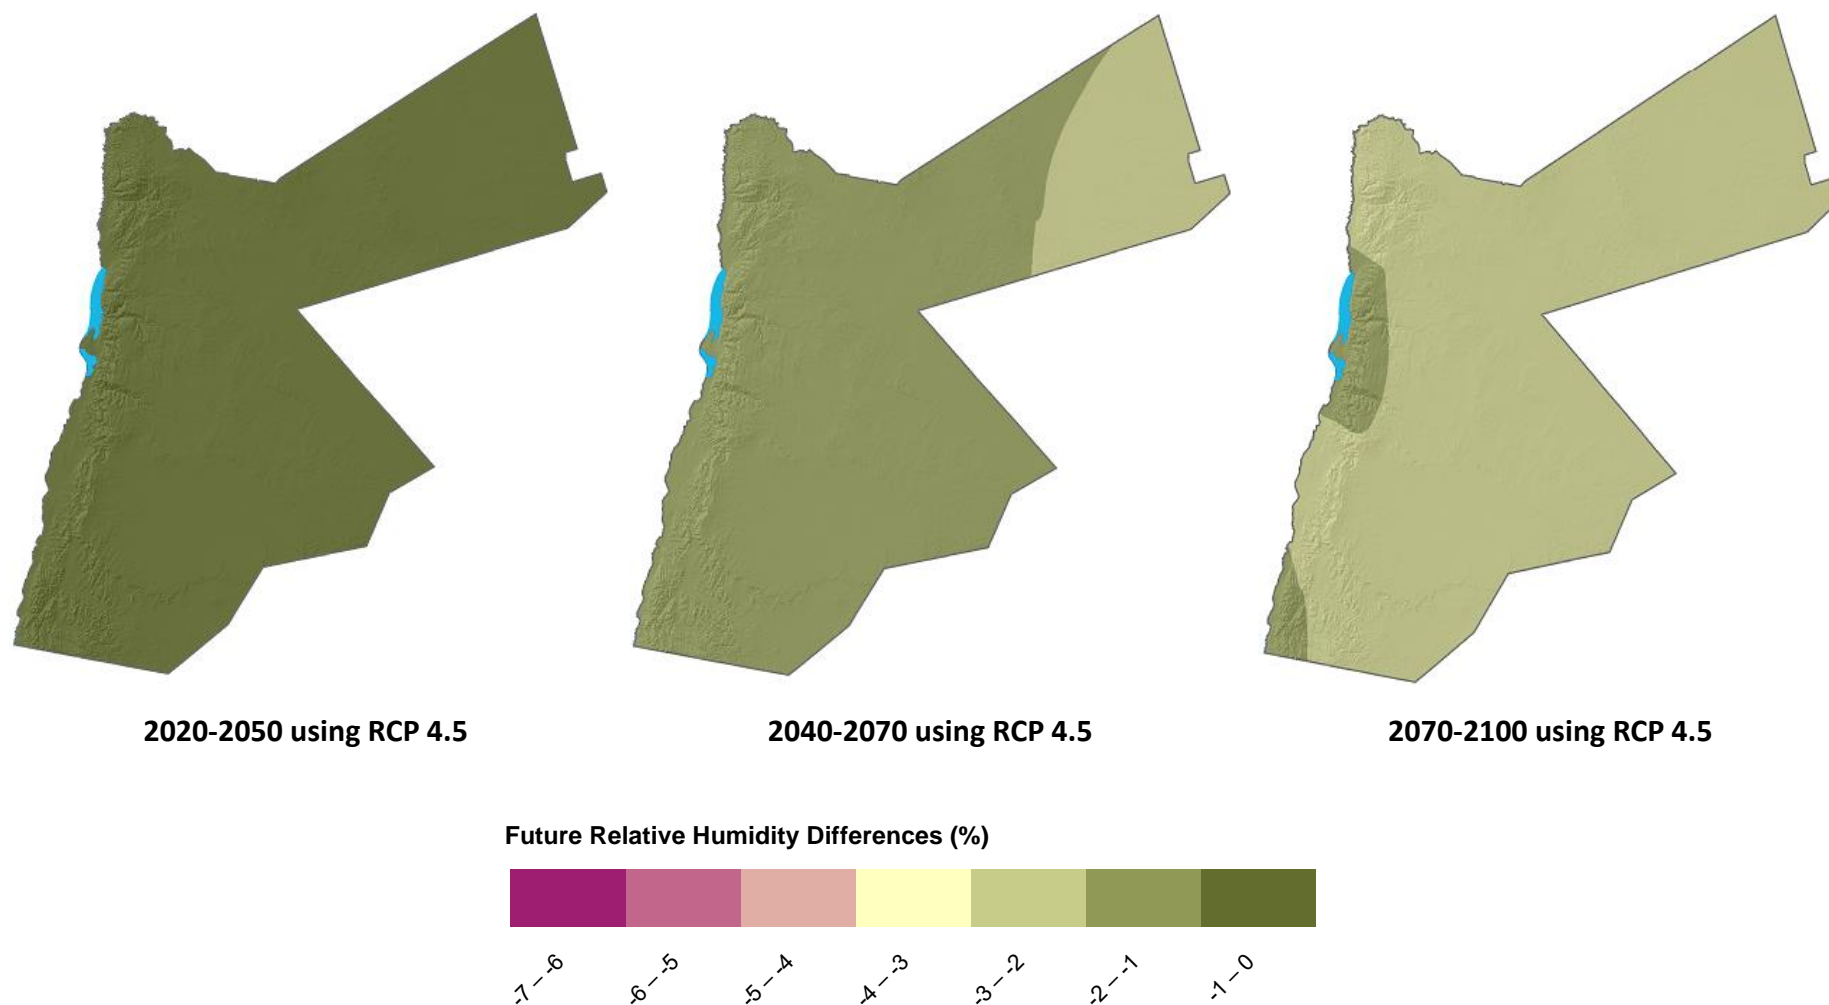 2020-2050 using RCP 4.5
2040-2070 using RCP 4.5
2070-2100 using RCP 4.5
Future Relative Humidity Differences (%)
-7 – -6
-6 – -5
-5 – -4
-4 – -3
-3 – -2
-2 – -1
-1 – 0